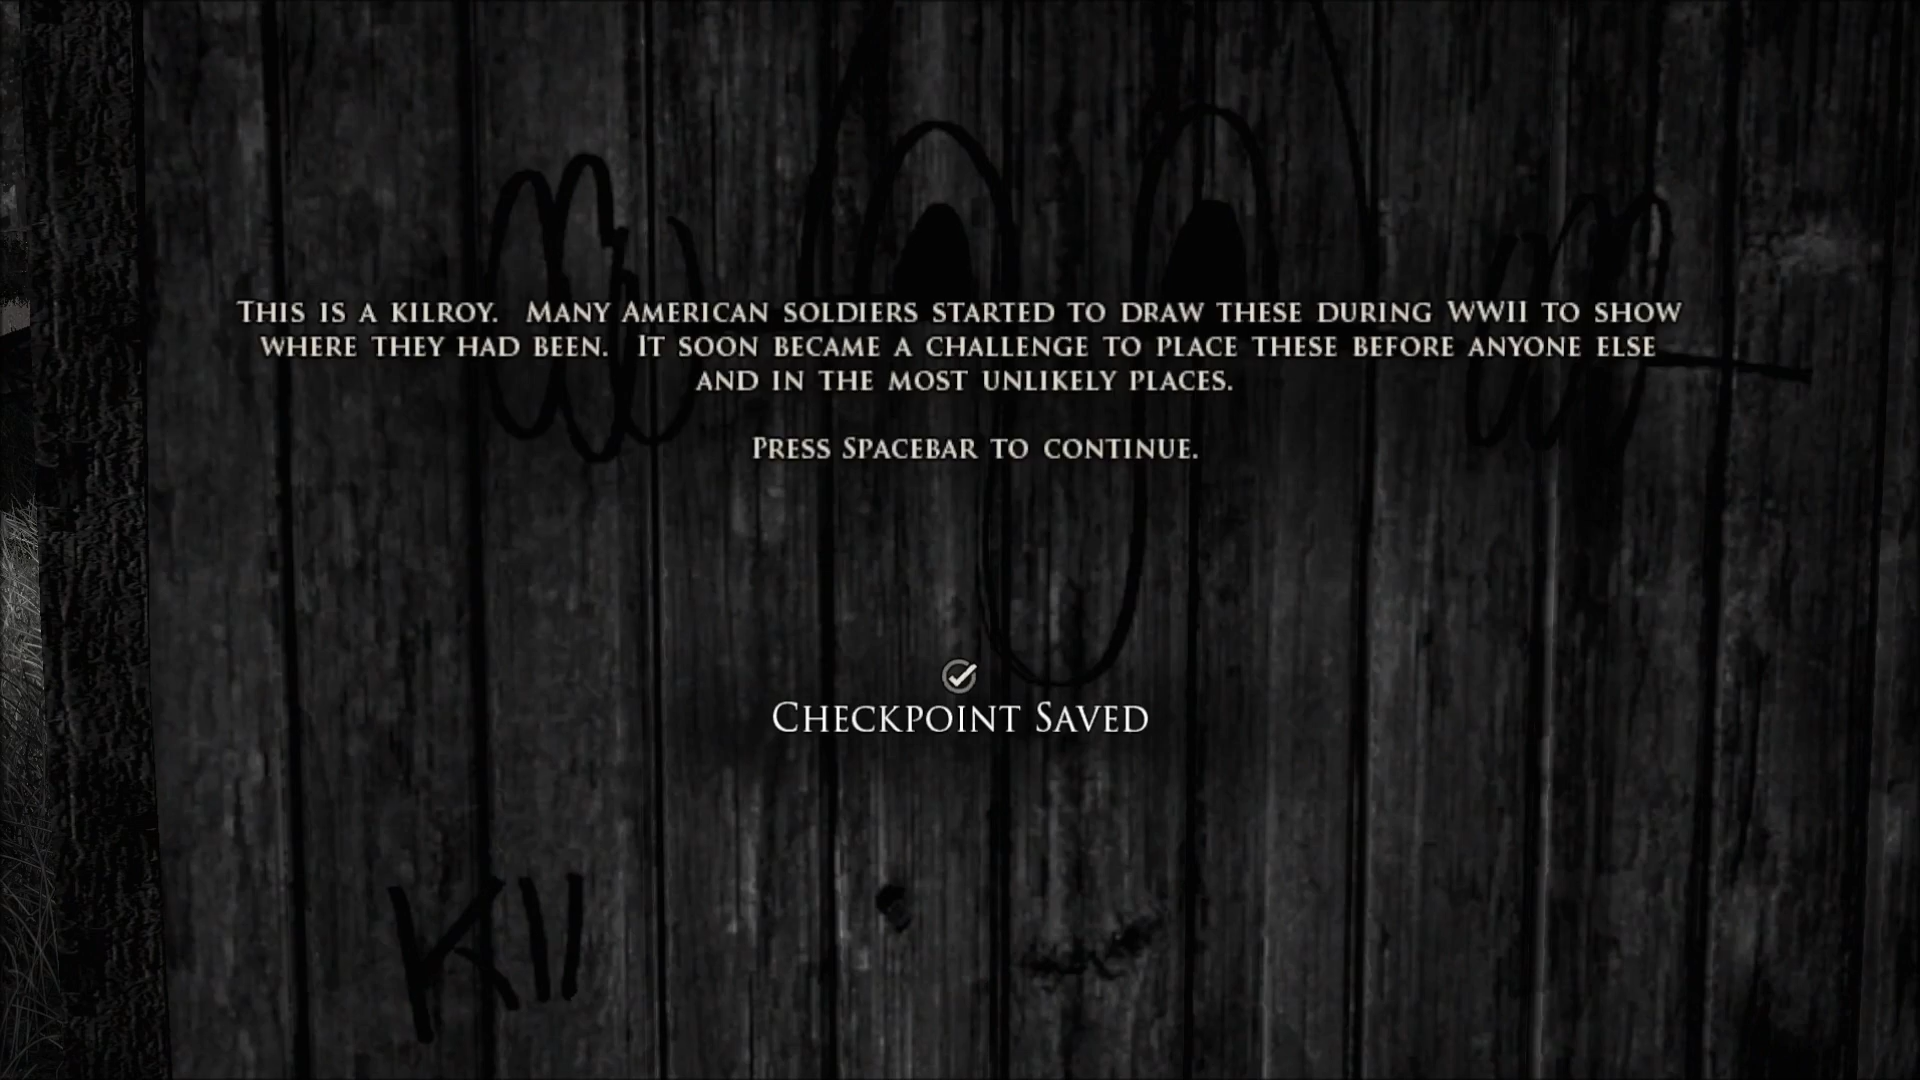 This is a kilroy. Many American soldiers started to draw these during WWII to show
where they had been. It soon became a challenge to place these before anyone else
and in the most unlikely places.
Press Spacebar to continue.
Checkpoint Saved
KII